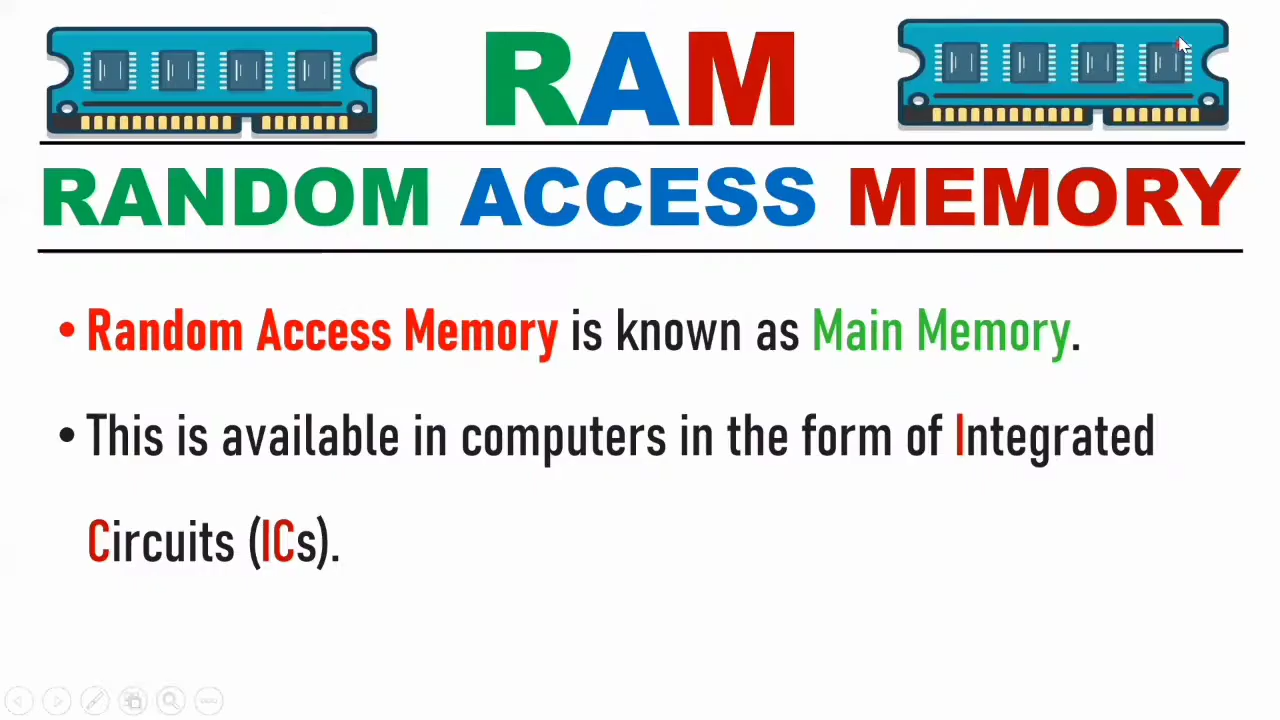 RAM
RANDOM ACCESS MEMORY
• Random Access Memory is known as Main Memory.
• This is available in computers in the form of Integrated
Circuits (ICs).